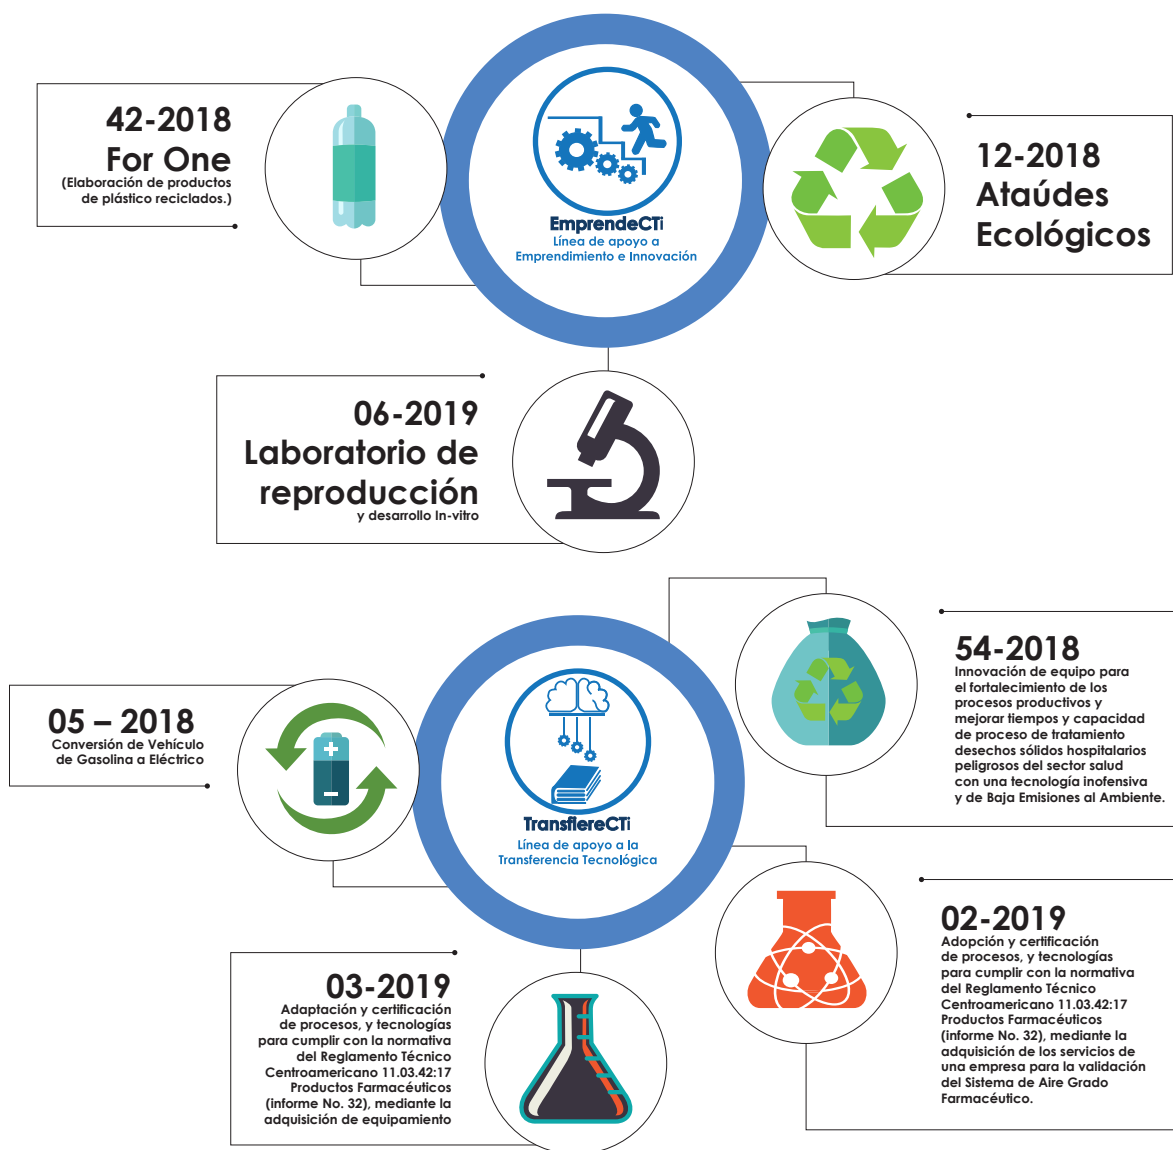 42-2018
For One
(Elaboración de productos
de plástico reciclados.)
EmprendeCTi
Línea de apoyo a
Emprendimiento e Innovación
12-2018
Ataúdes
Ecológicos
06-2019
Laboratorio de
reproducción
y desarrollo In-vitro
05 – 2018
Conversión de Vehículo
de Gasolina a Eléctrico
TransfiereCTi
Línea de apoyo a la
Transferencia Tecnológica
54-2018
Innovación de equipo para
el fortalecimiento de los
procesos productivos y
mejorar tiempos y capacidad
de proceso de tratamiento
desechos sólidos hospitalarios
peligrosos del sector salud
con una tecnología inofensiva
y de Baja Emisiones al Ambiente.
03-2019
Adaptación y certificación
de procesos, y tecnologías
para cumplir con la normativa
del Reglamento Técnico
Centroamericano 11.03.42:17
Productos Farmacéuticos
(informe No. 32), mediante la
adquisición de equipamiento
02-2019
Adopción y certificación
de procesos, y tecnologías
para cumplir con la normativa
del Reglamento Técnico
Centroamericano 11.03.42:17
Productos Farmacéuticos
(informe No. 32), mediante la
adquisición de los servicios de
una empresa para la validación
del Sistema de Aire Grado
Farmacéutico.